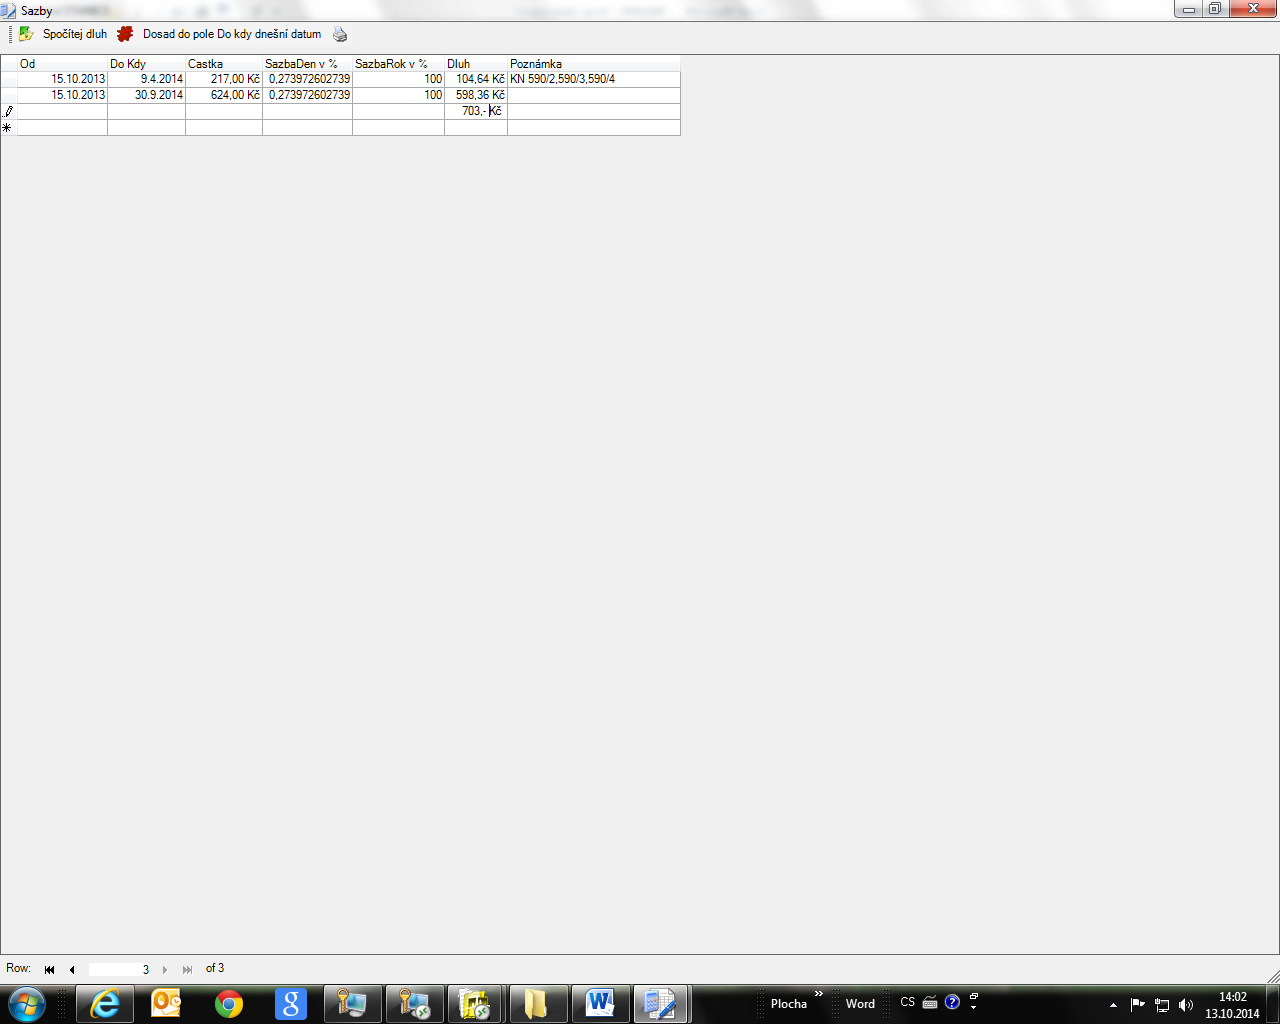 Sazby
Spočítej dluh Dosad do pole Do kdy dnešní datum
Od Do Kdy Castka SazbaDen v % SazbaRok v % Dluh Poznámka
15.10.2013 9.4.2014 217,00 Kč 0,273972602739 100 104,64 Kč KN 590/2,590/3,590/4
15.10.2013 30.9.2014 624,00 Kč 0,273972602739 100 598,36 Kč
703,- Kč
Row: 3 of 3
Plocha » Word CS 14:02
13.10.2014